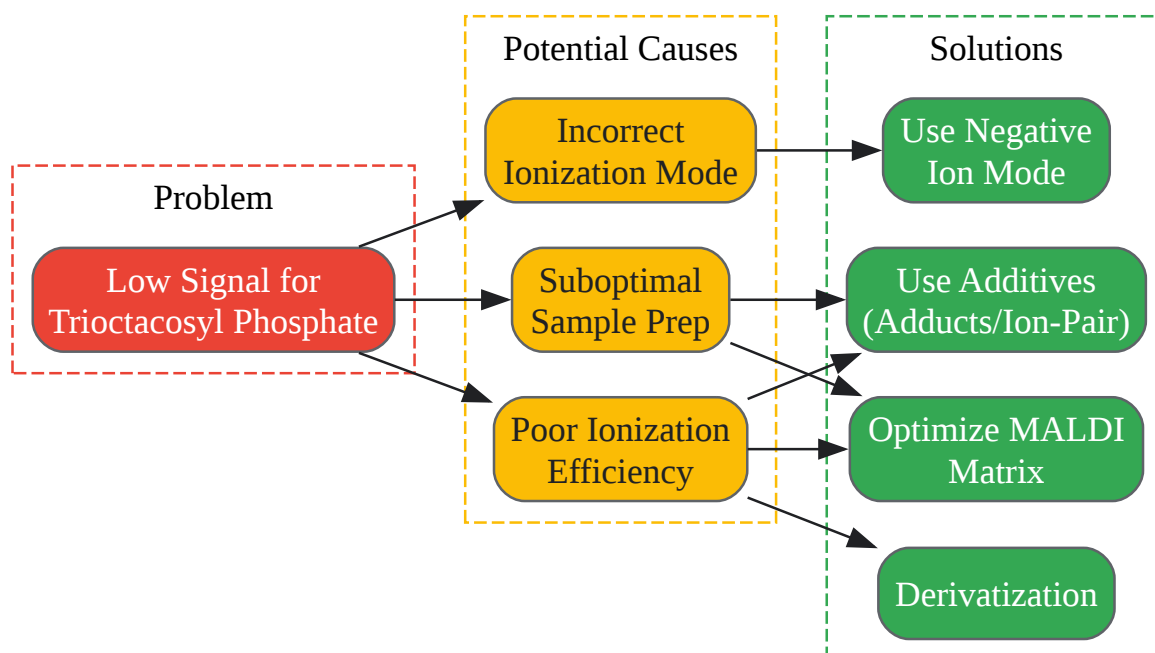 Problem
Low Signal for
Trioctacosyl Phosphate
Potential Causes
Incorrect
Ionization Mode
Suboptimal
Sample Prep
Poor Ionization
Efficiency
Solutions
Use Negative
Ion Mode
Use Additives
(Adducts/Ion-Pair)
Optimize MALDI
Matrix
Derivatization